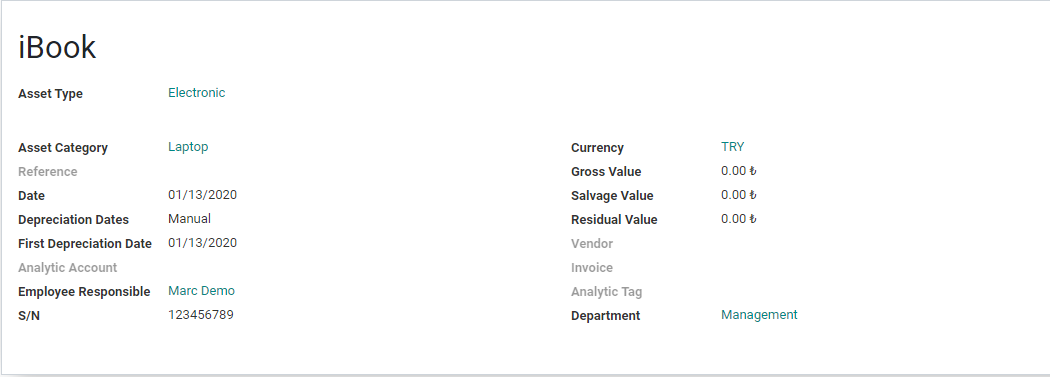 iBook
Asset Type Electronic
Asset Category Laptop
Reference
Date 01/13/2020
Depreciation Dates Manual
First Depreciation Date 01/13/2020
Analytic Account
Employee Responsible Marc Demo
S/N 123456789
Currency TRY
Gross Value 0.00 ₺
Salvage Value 0.00 ₺
Residual Value 0.00 ₺
Vendor
Invoice
Analytic Tag
Department Management